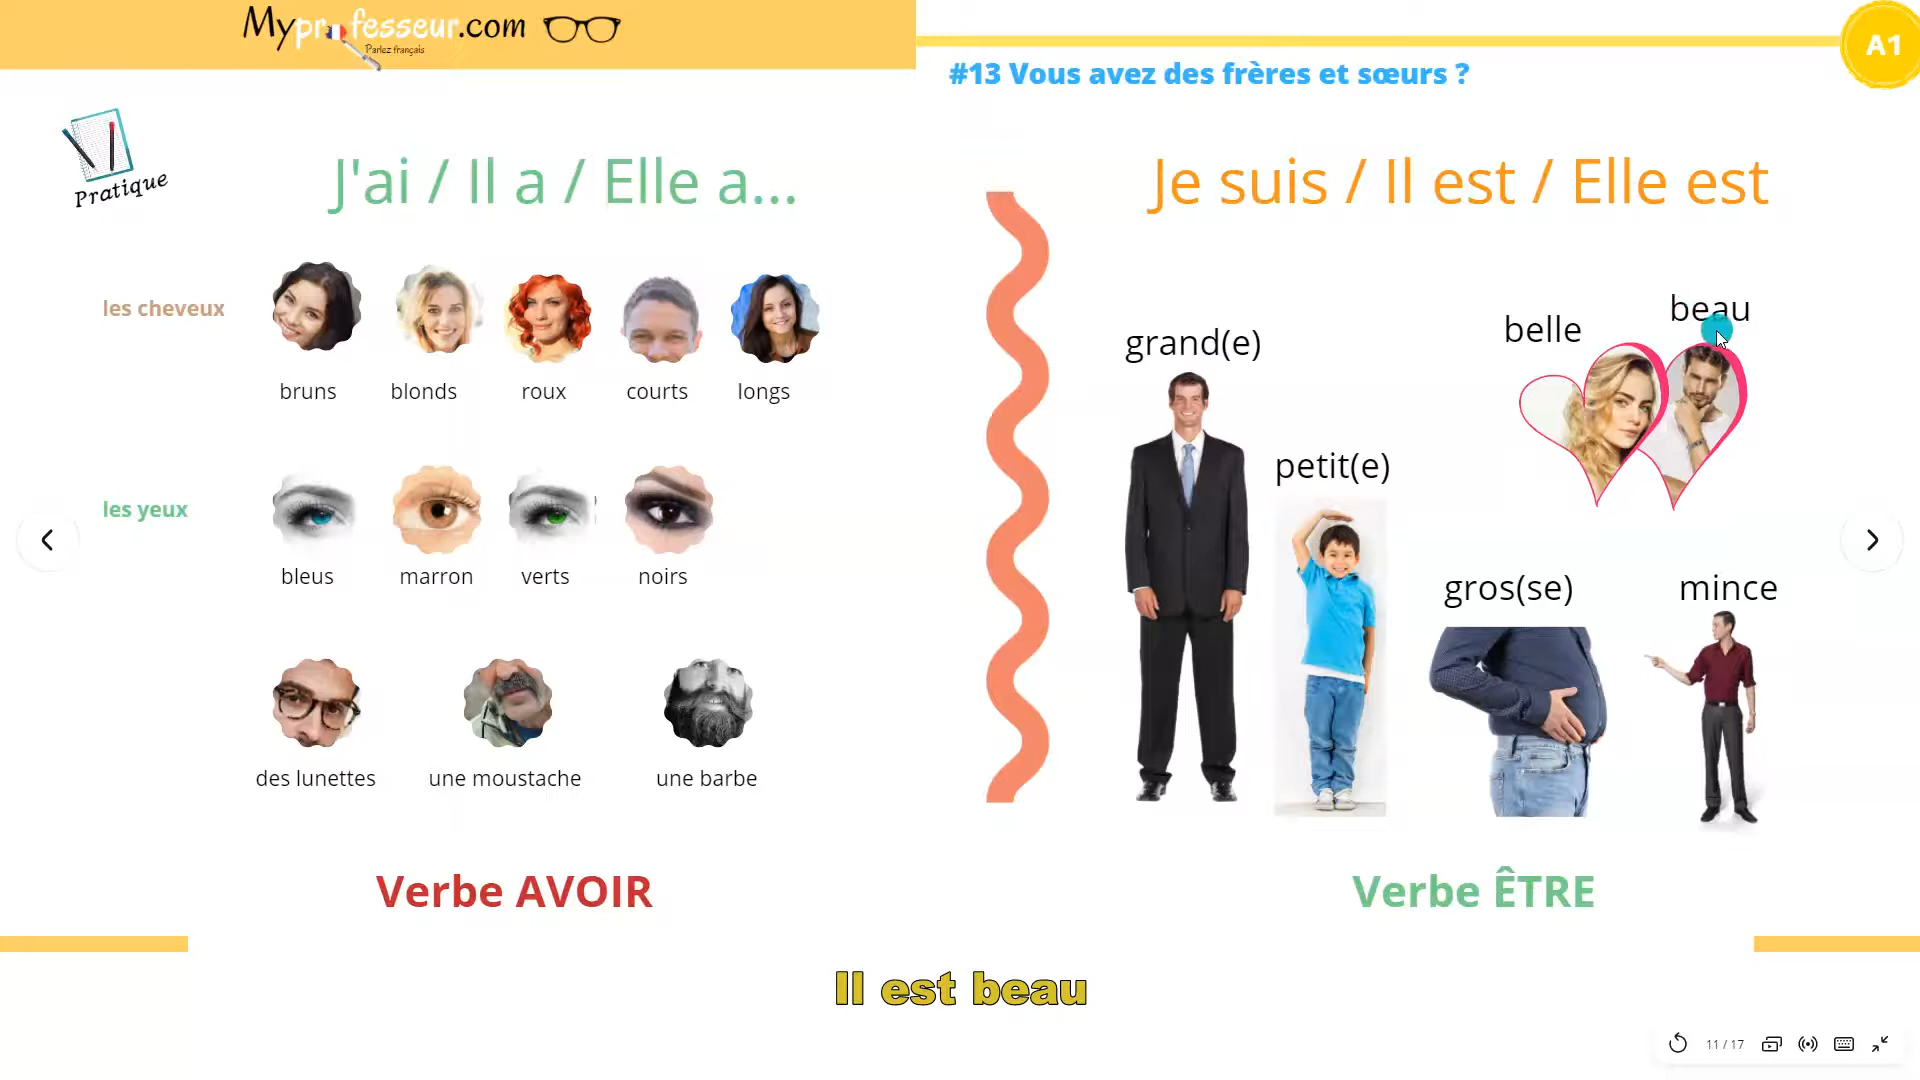 Myprofesseur.com
Parlez français
A1
#13 Vous avez des frères et sœurs ?
Pratique
J'ai / Il a / Elle a...
les cheveux
bruns
blonds
roux
courts
longs
les yeux
bleus
marron
verts
noirs
des lunettes
une moustache
une barbe
Verbe AVOIR
Je suis / Il est / Elle est
grand(e)
petit(e)
belle
beau
gros(se)
mince
Verbe ÊTRE
Il est beau
11 / 17